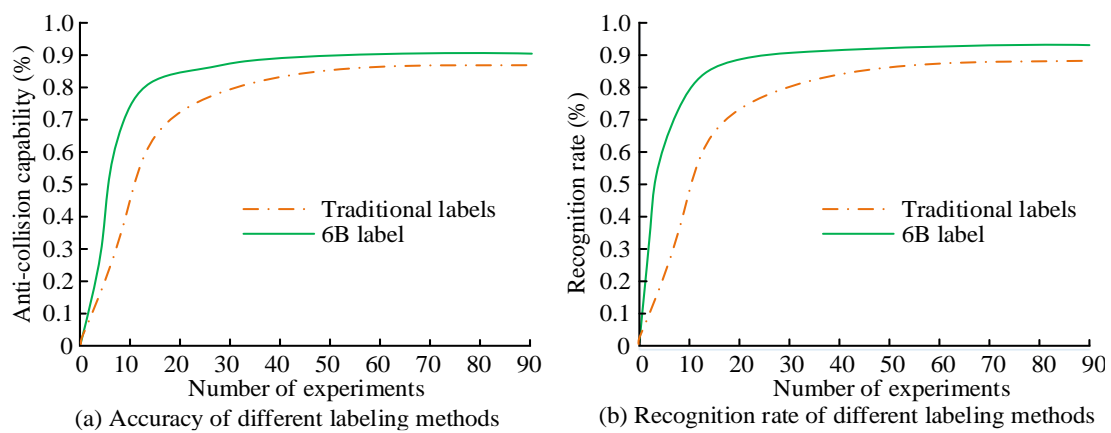 Anti-collision capability (%)
1.0
0.9
0.8
0.7
0.6
0.5
0.4
0.3
0.2
0.1
0
Traditional labels
6B label
0 10 20 30 40 50 60 70 80 90
Number of experiments
(a) Accuracy of different labeling methods
Recognition rate (%)
1.0
0.9
0.8
0.7
0.6
0.5
0.4
0.3
0.2
0.1
0
Traditional labels
6B label
0 10 20 30 40 50 60 70 80 90
Number of experiments
(b) Recognition rate of different labeling methods